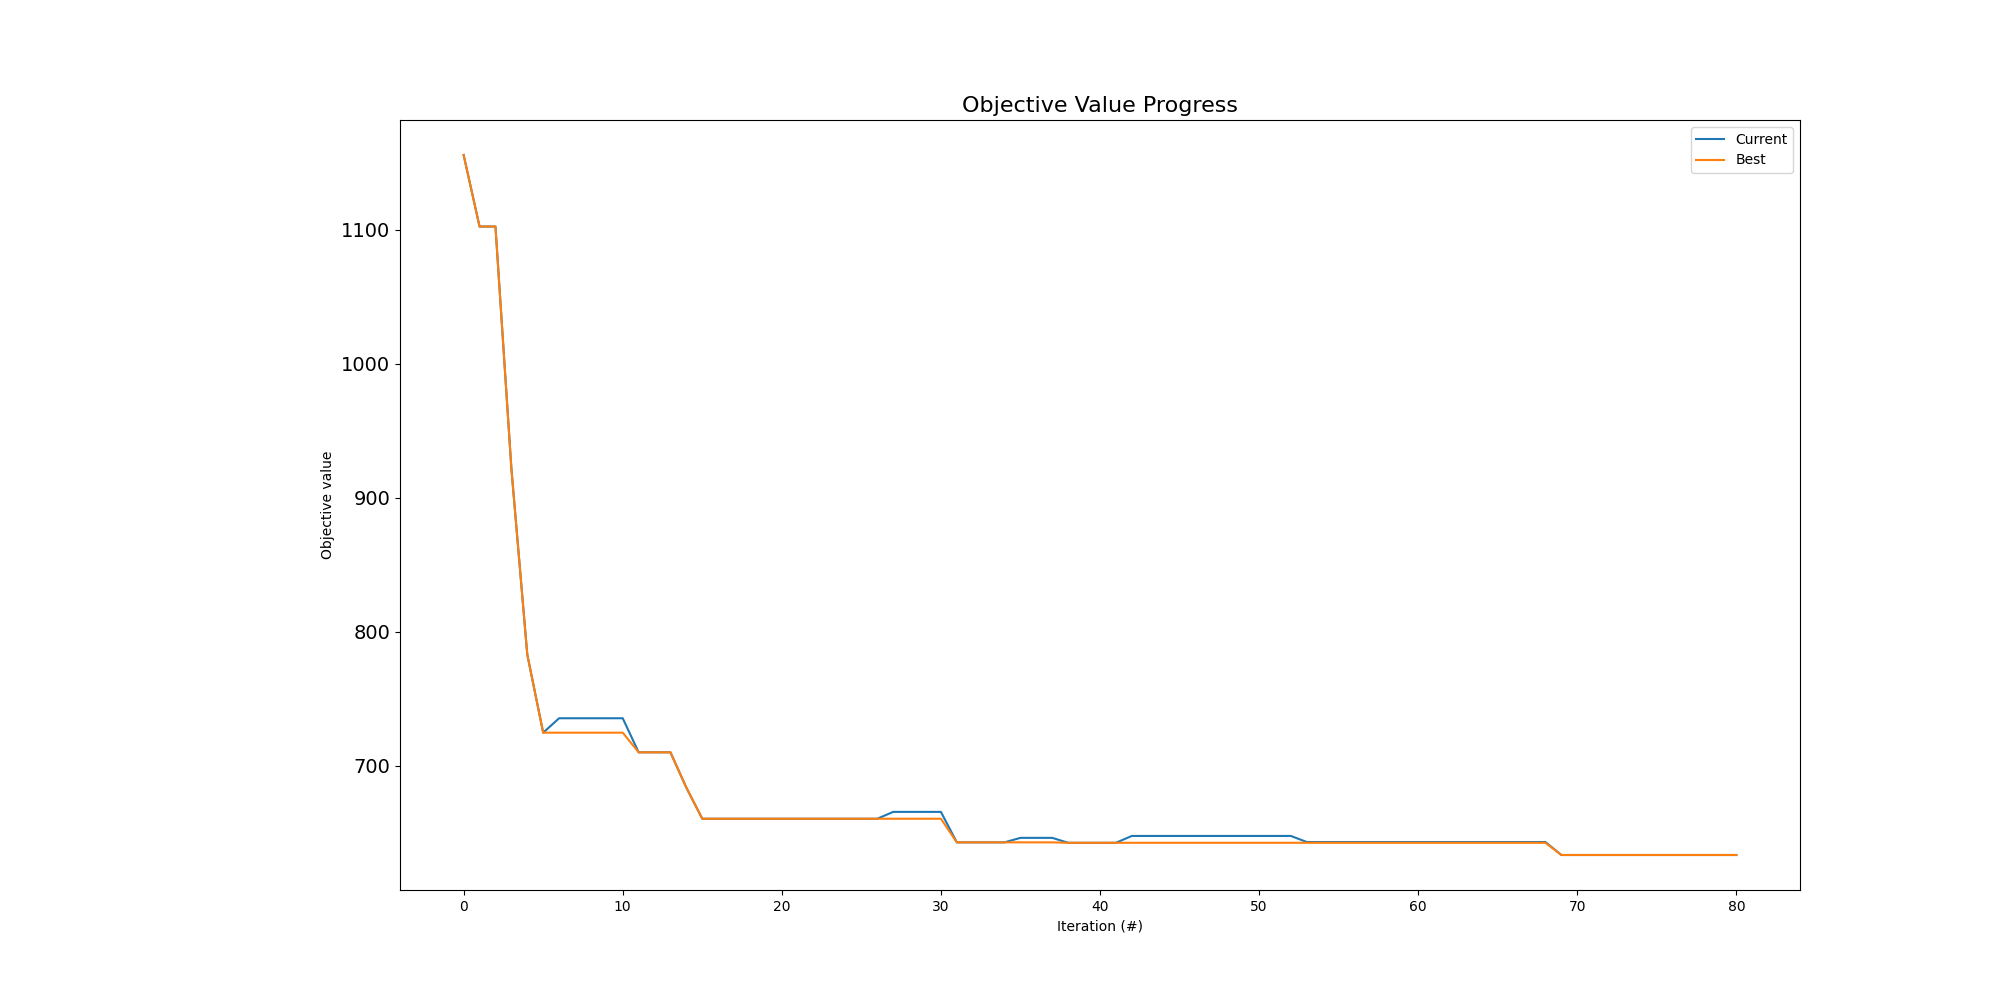 Objective Value Progress
Current
Best
1100
1000
900
800
700
Objective value
0 10 20 30 40 50 60 70 80
Iteration (#)